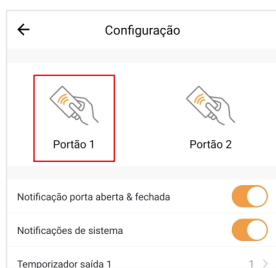 Configuração
Portão 1
Portão 2
Notificação porta aberta & fechada
Notificações de sistema
Temporizador saída 1
1